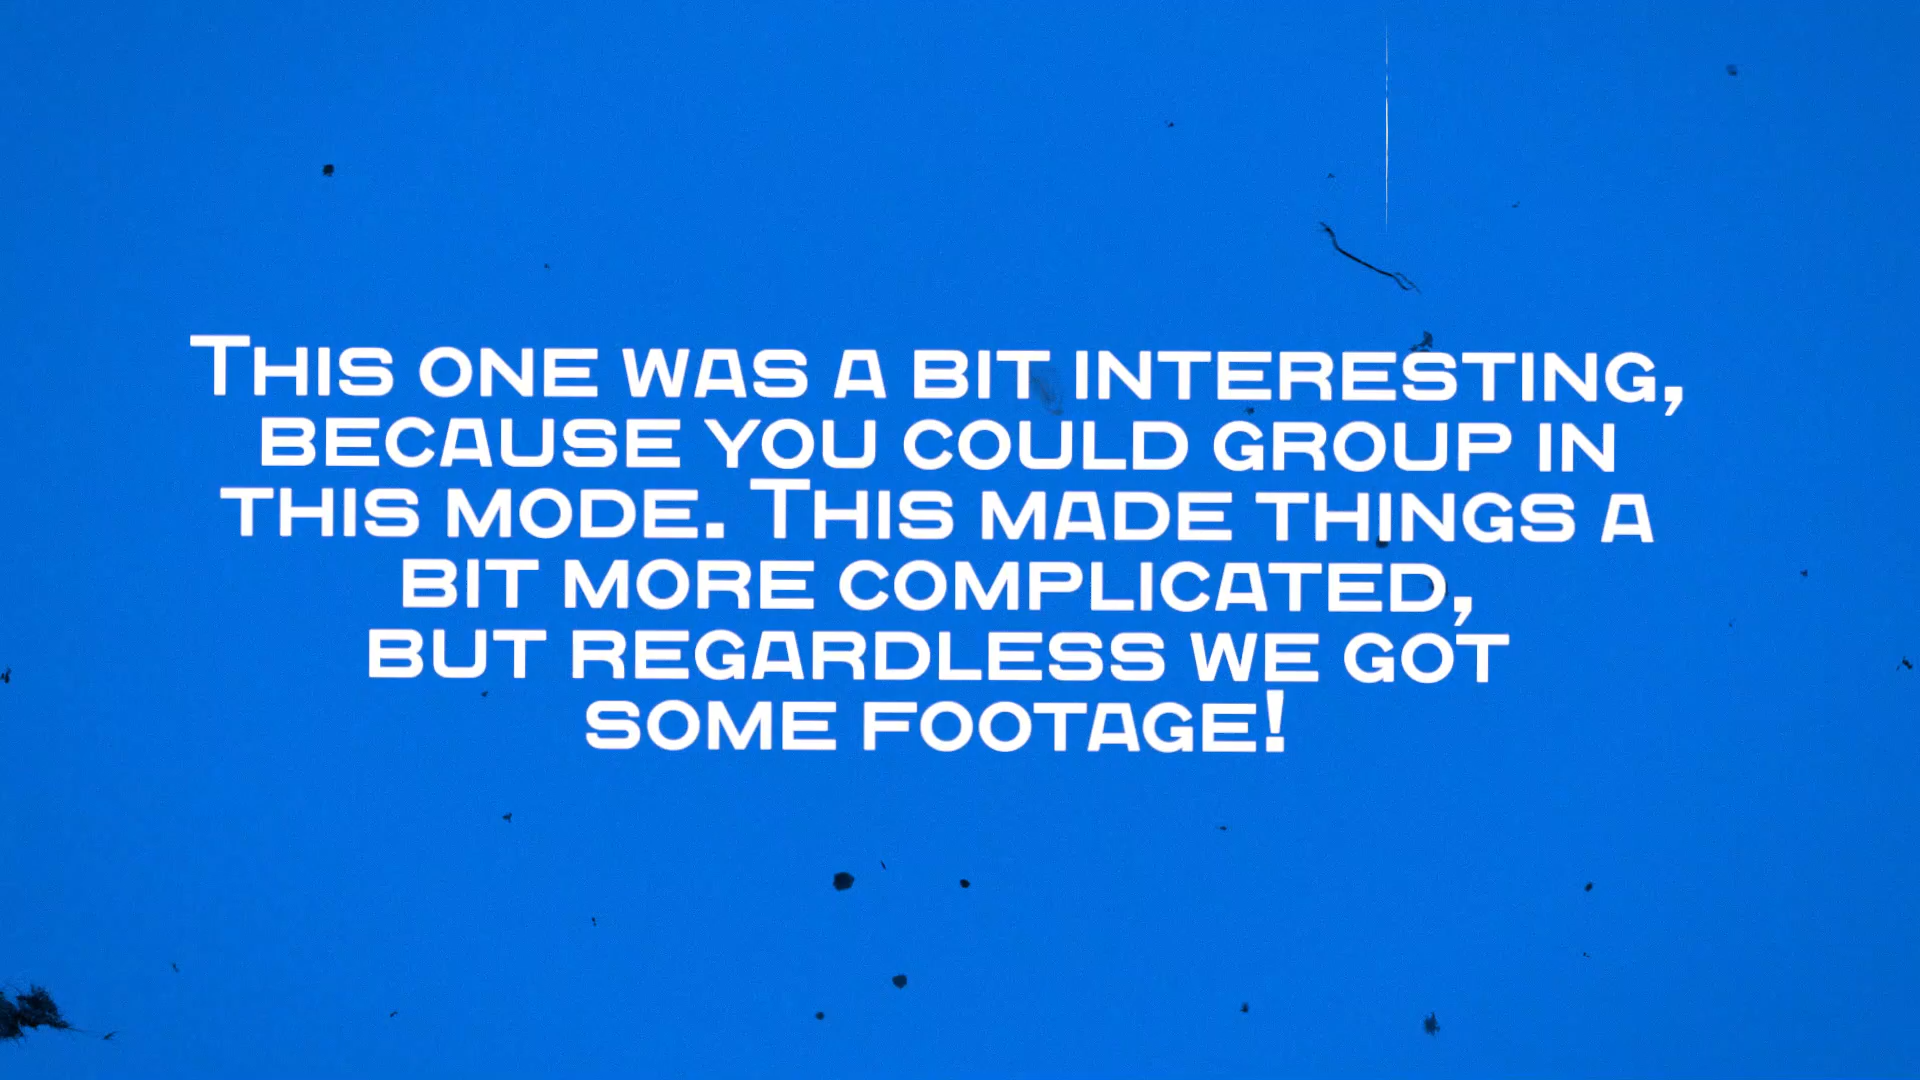 This one was a bit interesting,
because you could group in
this mode. This made things a
bit more complicated,
but regardless we got
some footage!